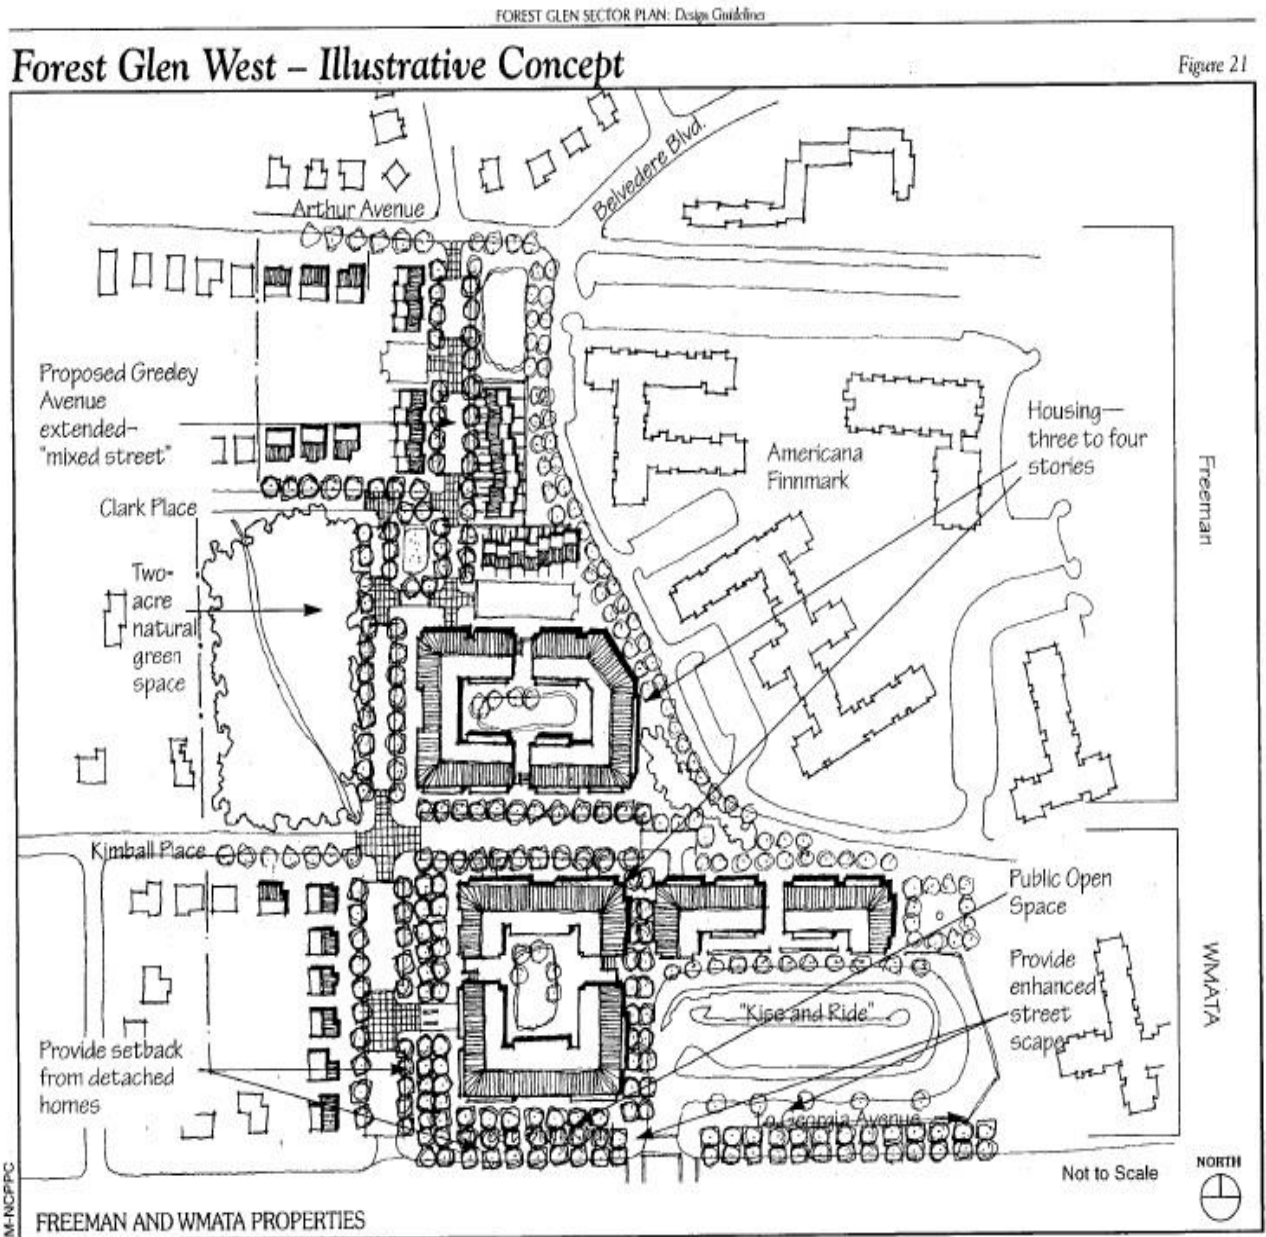 FOREST GLEN SECTOR PLAN: Design Guidelines
Forest Glen West – Illustrative Concept
Figure 21
Belvedere Blvd.
Arthur Avenue
Proposed Greeley
Avenue
extended–
"mixed street"
Housing—
three to four
stories
Americana
Finnmark
Freeman
Clark Place
Two-
acre
natural
green
space
Kimball Place
Public Open
Space
Provide
enhanced
street
scape
"Kiss and Ride"
WMATA
Provide setback
from detached
homes
To Georgia Avenue
Not to Scale
NORTH
M-NCPPC
FREEMAN AND WMATA PROPERTIES